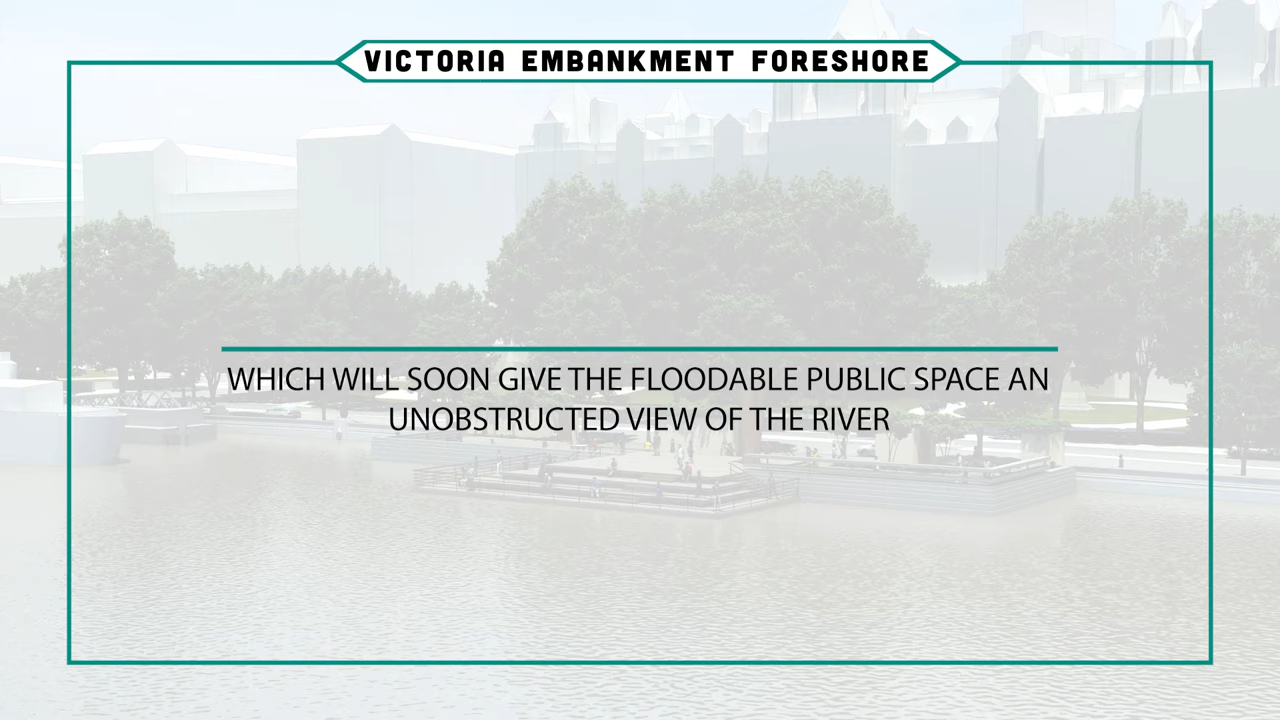 VICTORIA EMBANKMENT FORESHORE
WHICH WILL SOON GIVE THE FLOODABLE PUBLIC SPACE AN
UNOBSTRUCTED VIEW OF THE RIVER